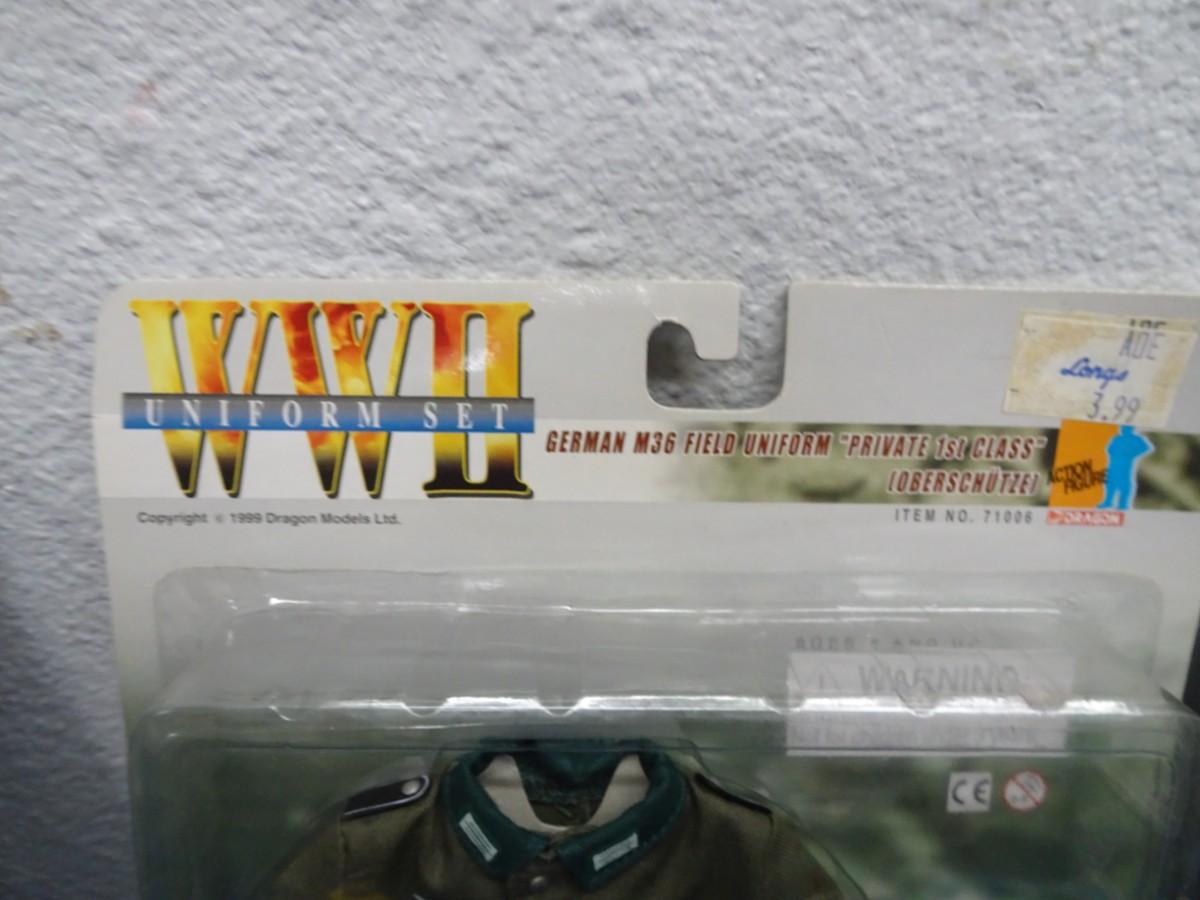 WWII
UNIFORM SET
ADE
Longs
3.99
GERMAN M36 FIELD UNIFORM "PRIVATE 1st CLASS"
(OBERSCHÜTZE)
ACTION
FIGURE
Copyright © 1999 Dragon Models Ltd.
ITEM NO. 71006
DRAGON
WARNING
CE